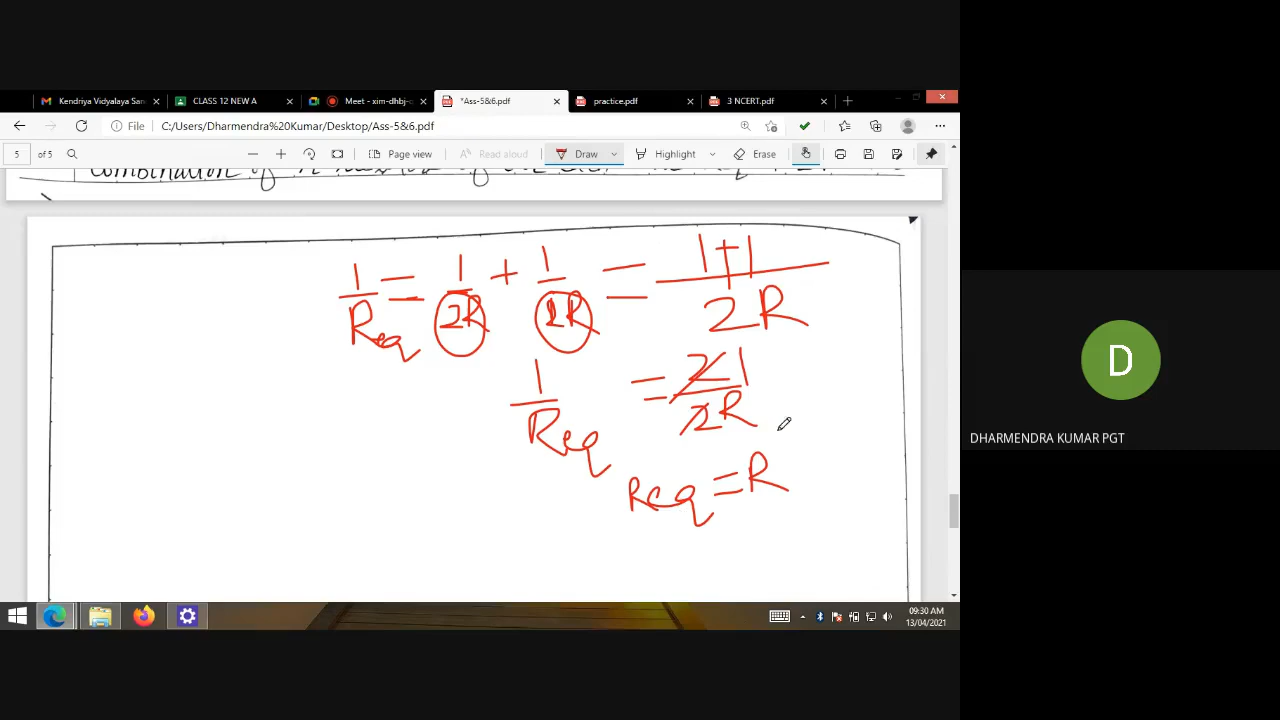 Kendriya Vidyalaya San
CLASS 12 NEW A
Meet - xim-dhbj-
*Ass-5&6.pdf
practice.pdf
3 NCERT.pdf
File
C:/Users/Dharmendra%20Kumar/Desktop/Ass-5&6.pdf
5 of 5
Page view
Read aloud
Draw
Highlight
Erase
combination of
1/Req = 1/2R + 1/2R = 1+1/2R
1/Req = 2 1/2R
Req = R
D
DHARMENDRA KUMAR PGT
09:30 AM
13/04/2021